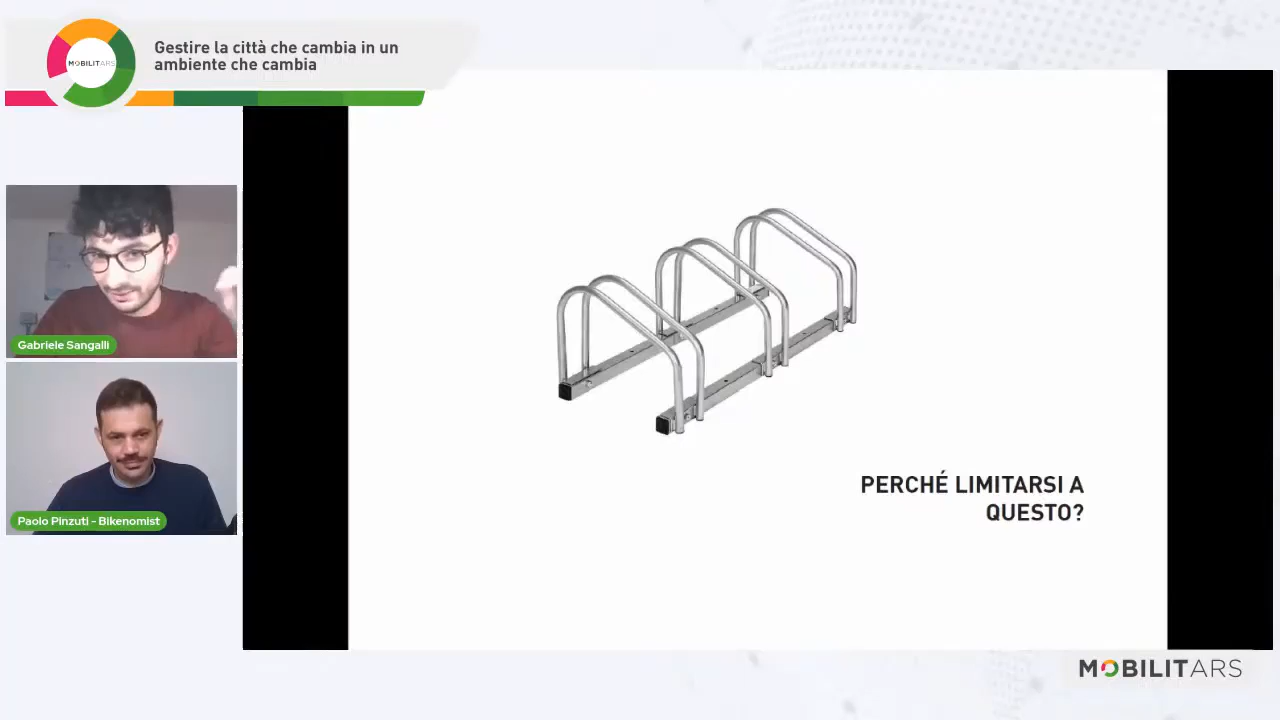 MOBILITARS
Gestire la città che cambia in un
ambiente che cambia
Gabriele Sangalli
Paolo Pinzuti - Bikenomist
PERCHÉ LIMITARSI A
QUESTO?
MOBILITARS